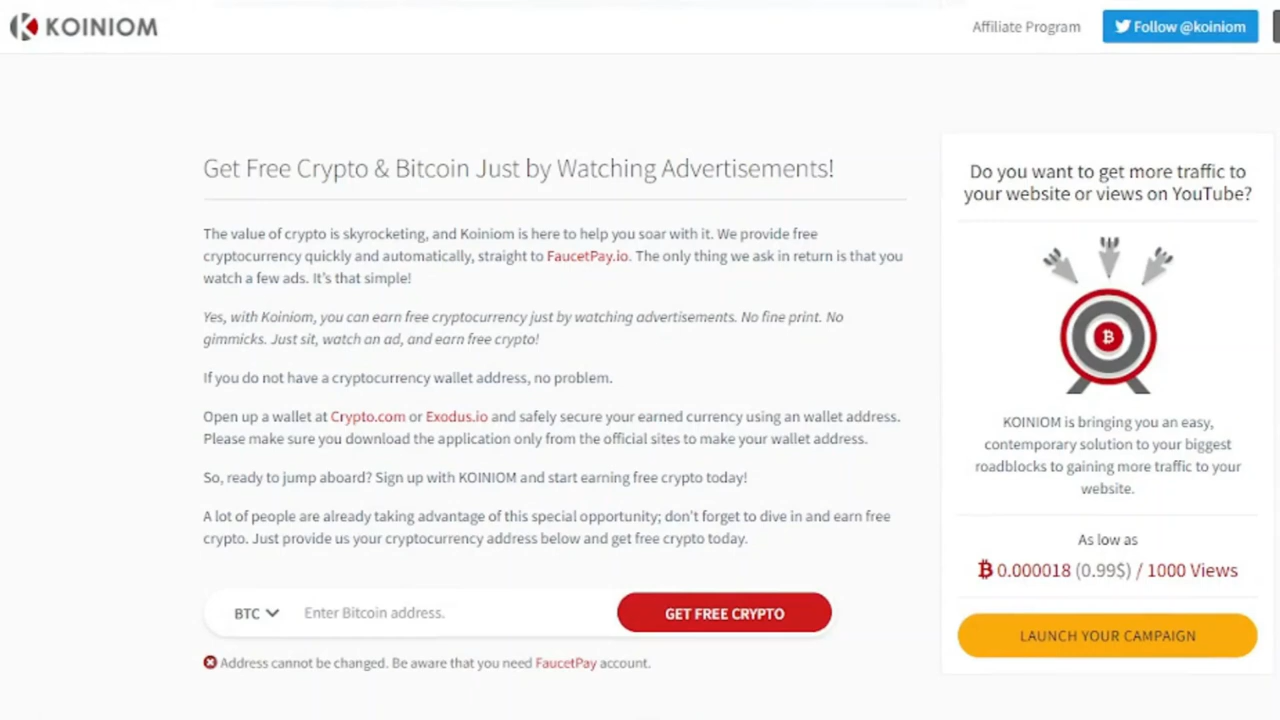 KOINIOM
Affiliate Program
Follow @koiniom
Get Free Crypto & Bitcoin Just by Watching Advertisements!
The value of crypto is skyrocketing, and Koiniom is here to help you soar with it. We provide free
cryptocurrency quickly and automatically, straight to FaucetPay.io. The only thing we ask in return is that you
watch a few ads. It's that simple!
Yes, with Koiniom, you can earn free cryptocurrency just by watching advertisements. No fine print. No
gimmicks. Just sit, watch an ad, and earn free crypto!
If you do not have a cryptocurrency wallet address, no problem.
Open up a wallet at Crypto.com or Exodus.io and safely secure your earned currency using an wallet address.
Please make sure you download the application only from the official sites to make your wallet address.
So, ready to jump aboard? Sign up with KOINIOM and start earning free crypto today!
A lot of people are already taking advantage of this special opportunity; don't forget to dive in and earn free
crypto. Just provide us your cryptocurrency address below and get free crypto today.
BTC
Enter Bitcoin address.
GET FREE CRYPTO
Address cannot be changed. Be aware that you need FaucetPay account.
Do you want to get more traffic to
your website or views on YouTube?
KOINIOM is bringing you an easy,
contemporary solution to your biggest
roadblocks to gaining more traffic to your
website.
As low as
₿ 0.000018 (0.99$) / 1000 Views
LAUNCH YOUR CAMPAIGN